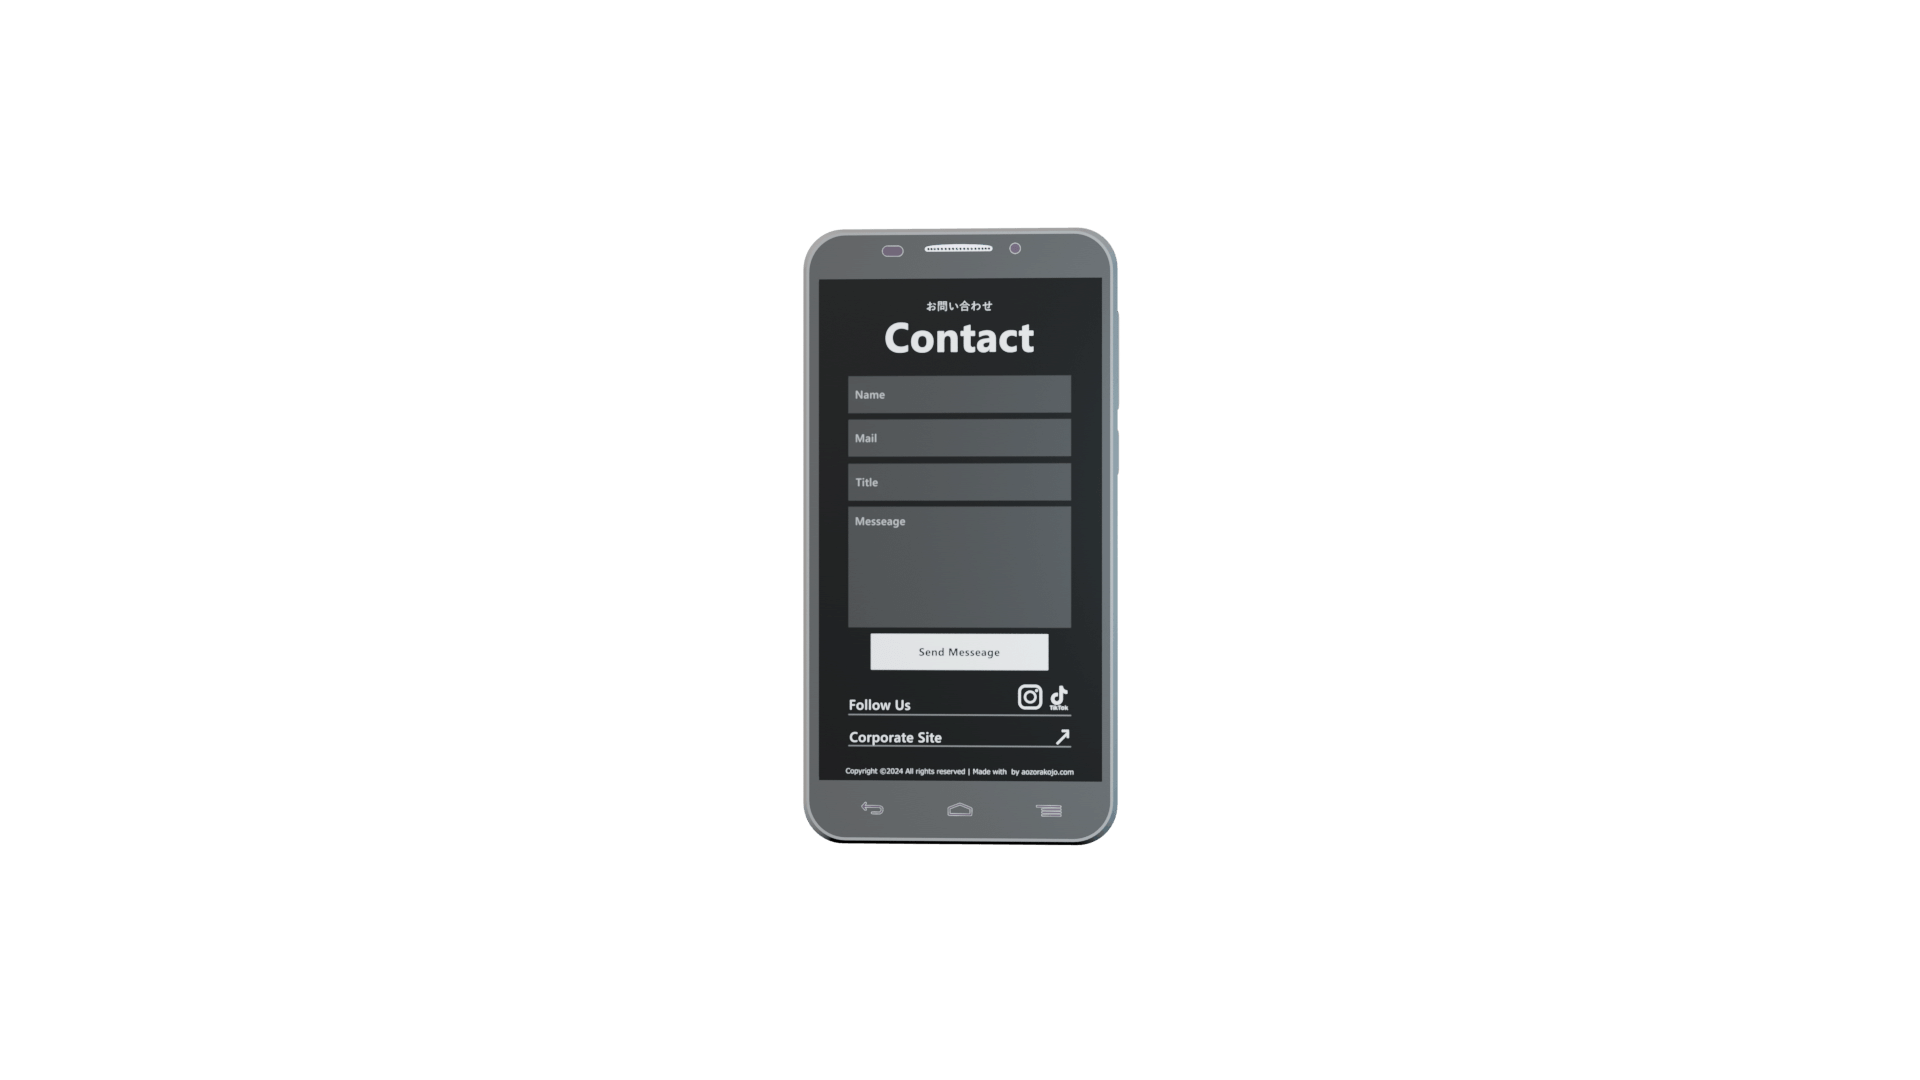 お問い合わせ
Contact
Name
Mail
Title
Messeage
Send Messeage
Follow Us
TikTok
Corporate Site
Copyright ©2024 All rights reserved | Made with by aozorakojo.com